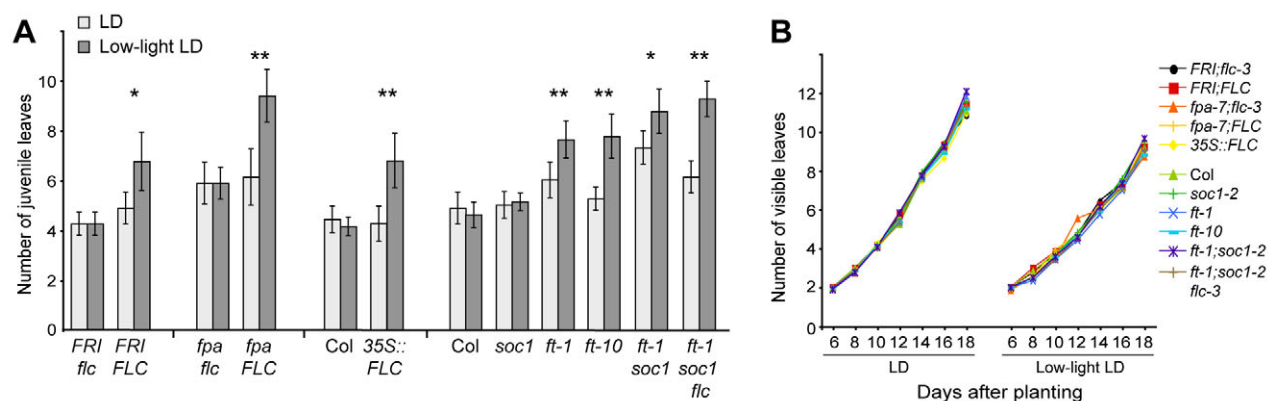 A
LD
Low-light LD
Number of juvenile leaves
10
8
6
4
2
0
* ** ** ** ** * **
FRI flc
FRI FLC
fpa flc
fpa FLC
Col
35S:: FLC
Col
soc1
ft-1
ft-10
ft-1 soc1
ft-1 soc1 flc
B
Number of visible leaves
12
10
8
6
4
2
0
6 8 10 12 14 16 18
6 8 10 12 14 16 18
LD
Low-light LD
Days after planting
FRI;flc-3
FRI;FLC
fpa-7;flc-3
fpa-7;FLC
35S::FLC
Col
soc1-2
ft-1
ft-10
ft-1;soc1-2
ft-1;soc1-2
flc-3